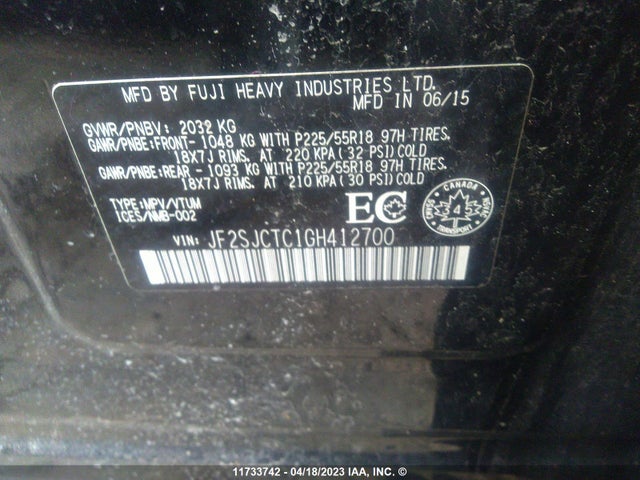 MFD BY FUJI HEAVY INDUSTRIES LTD.
MFD IN 06/15
GVWR/PNBV: 2032 KG
GAWR/PNBE:FRONT- 1048 KG WITH P225/55R18 97H TIRES.
18X7J RIMS. AT 220 KPA (32 PSI) COLD
GAWR/PNBE:REAR - 1093 KG WITH P225/55R18 97H TIRES.
18X7J RIMS. AT 210 KPA (30 PSI) COLD
TYPE:MPV/VTUM
ICES/NMB-002
EC
CANADA
4
TRANSPORT
VIN: JF2SJCTC1GH412700
11733742 - 04/18/2023 IAA, INC. ©